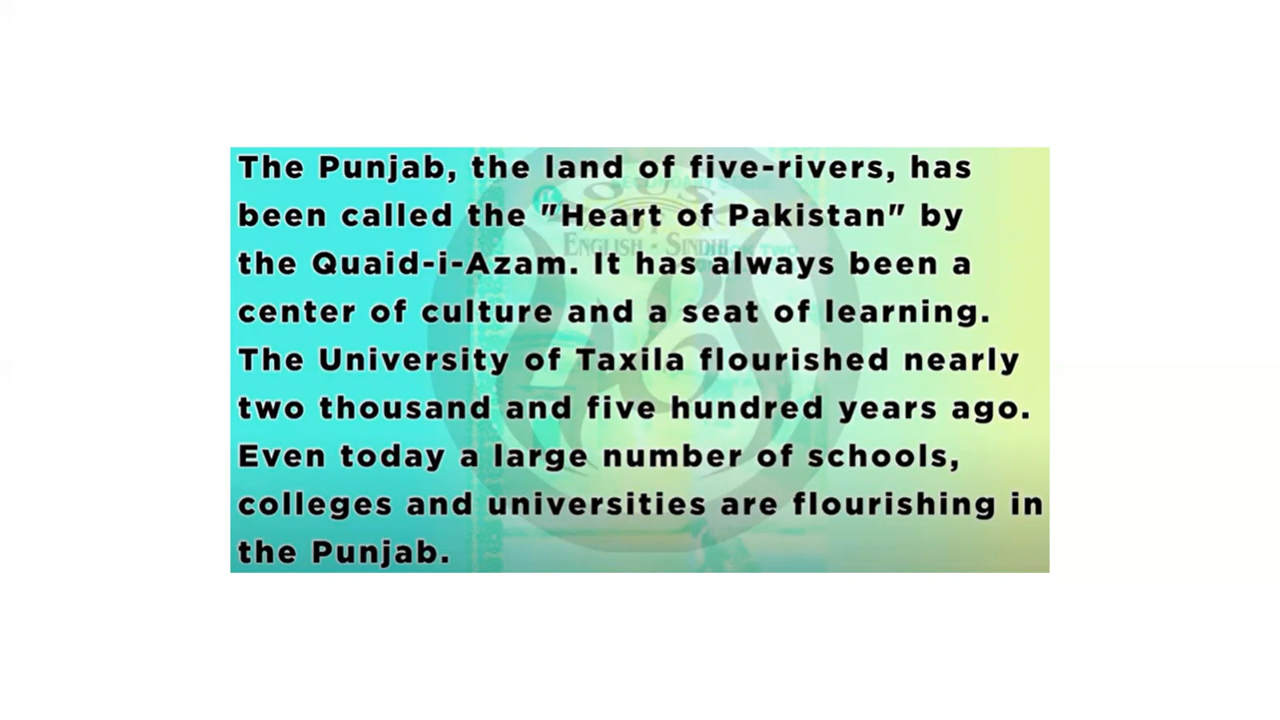 The Punjab, the land of five-rivers, has
been called the "Heart of Pakistan" by
the Quaid-i-Azam. It has always been a
center of culture and a seat of learning.
The University of Taxila flourished nearly
two thousand and five hundred years ago.
Even today a large number of schools,
colleges and universities are flourishing in
the Punjab.
ENGLISH - SINDHI